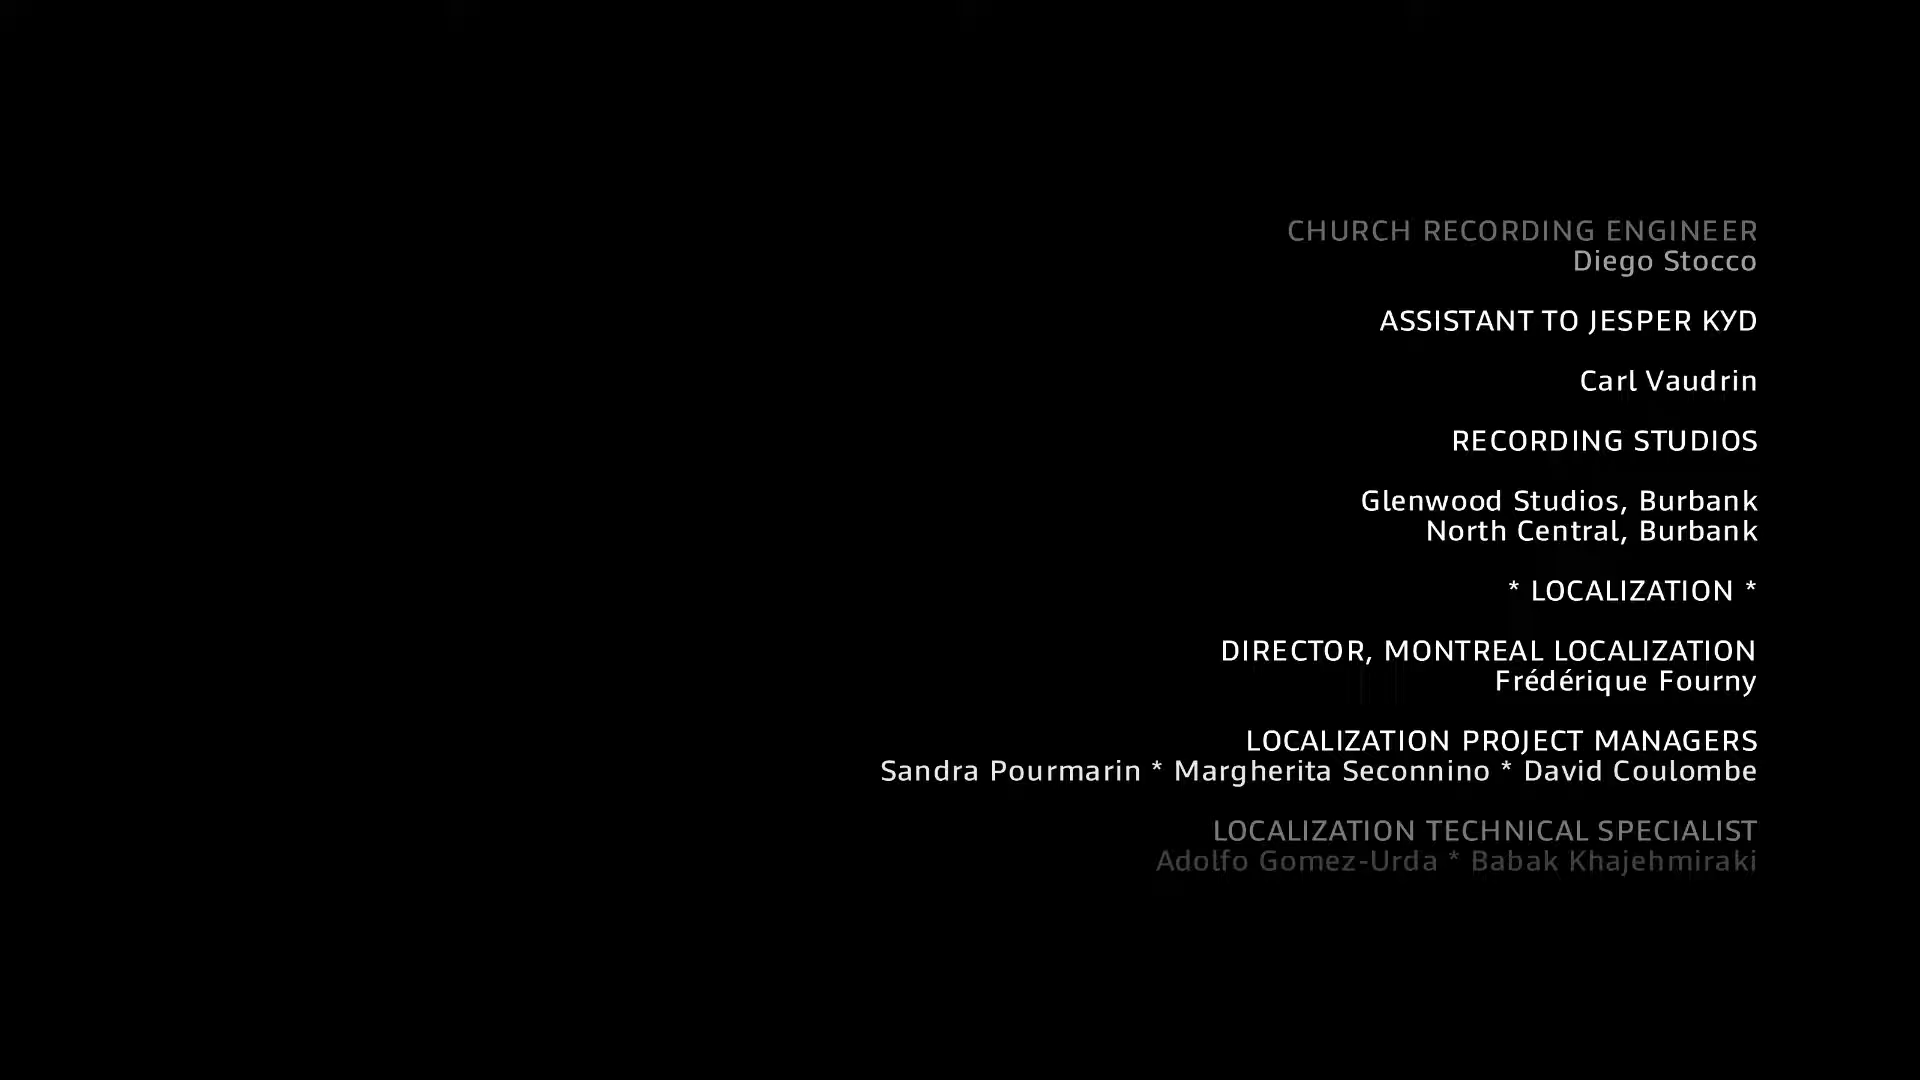 CHURCH RECORDING ENGINEER
Diego Stocco
ASSISTANT TO JESPER KYD
Carl Vaudrin
RECORDING STUDIOS
Glenwood Studios, Burbank
North Central, Burbank
* LOCALIZATION *
DIRECTOR, MONTREAL LOCALIZATION
Frédérique Fourny
LOCALIZATION PROJECT MANAGERS
Sandra Pourmarin * Margherita Seconnino * David Coulombe
LOCALIZATION TECHNICAL SPECIALIST
Adolfo Gomez-Urda * Babak Khajehmiraki